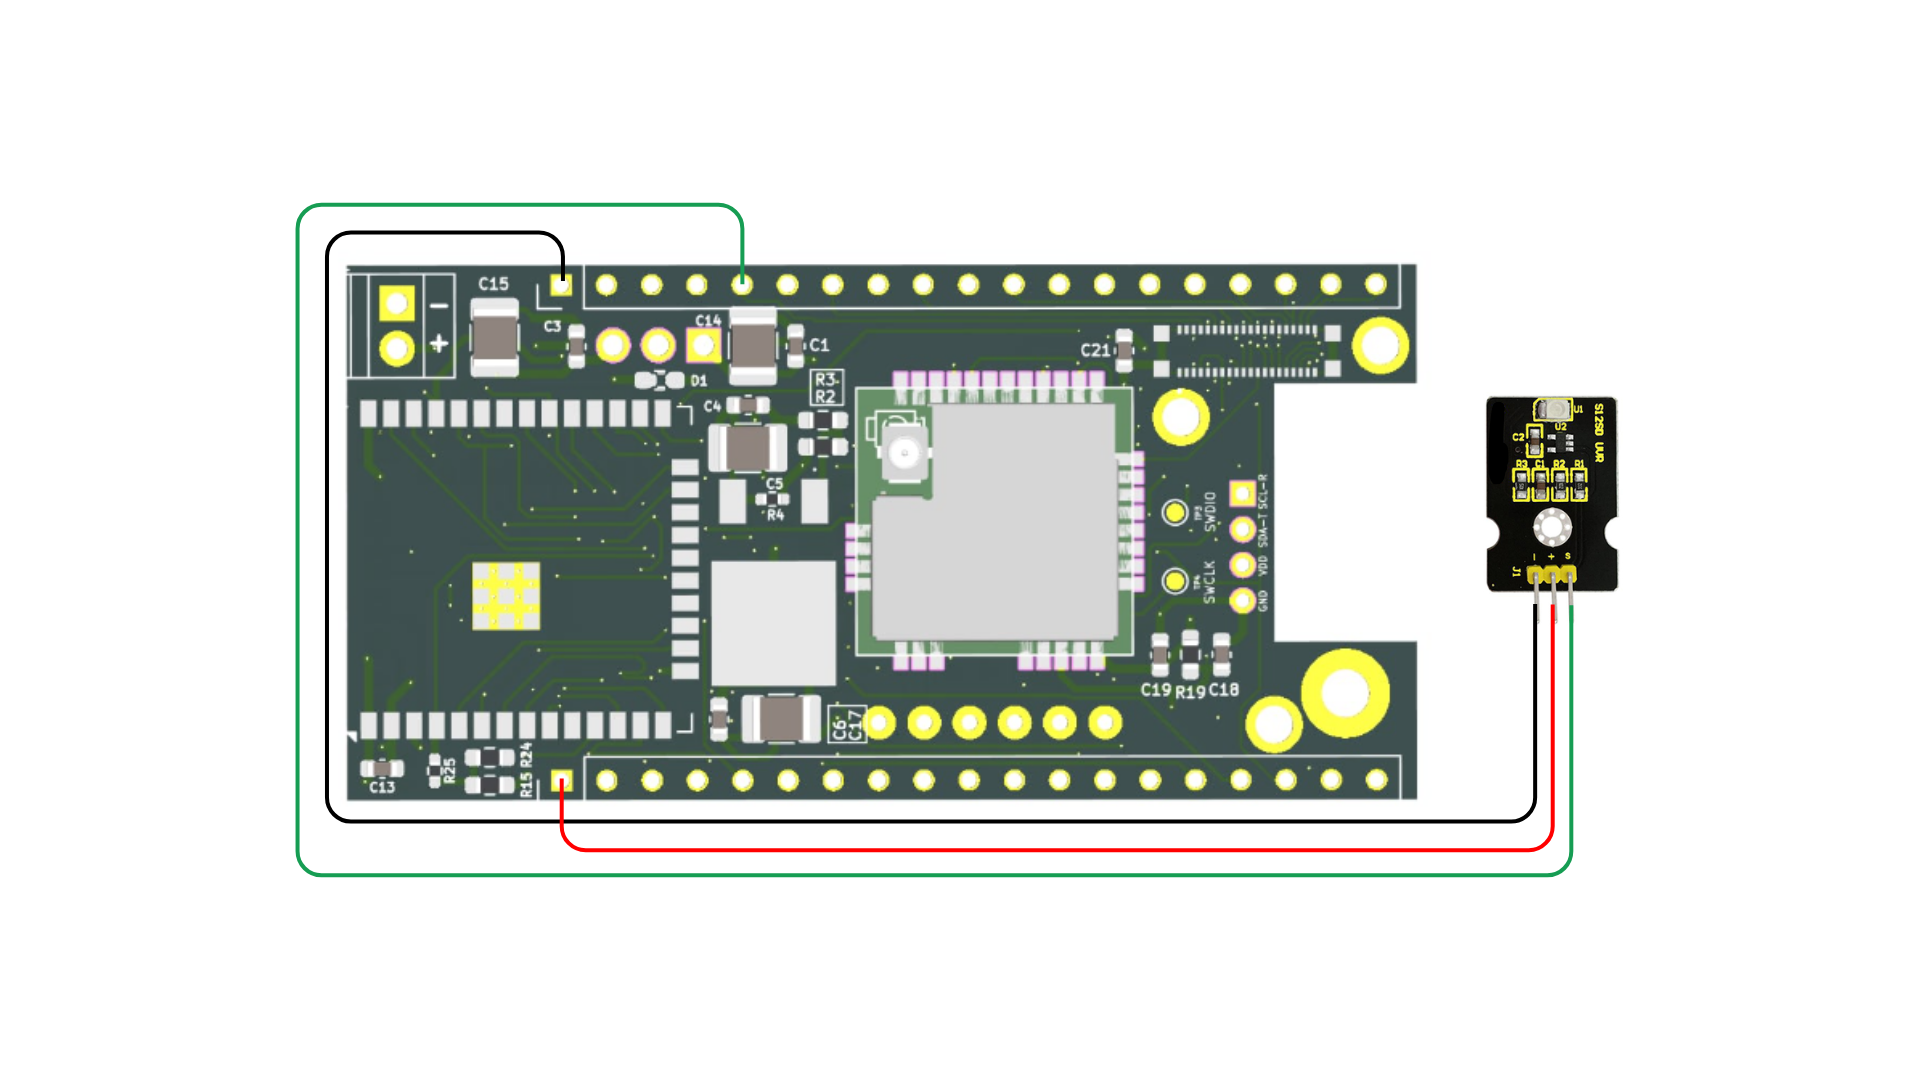 C15
−
+
C3
C14
C1
D1
C21
R3
R2
C4
C5
R4
TP3
SWDIO
TP4
SWCLK
SCL-R
SDA-T
VDD
GND
C19
R19
C18
C6
C17
C13
R25
R24
R15
U1
U2
C2
S12SD UVR
R3
C1
R2
R1
−
+
S
J1